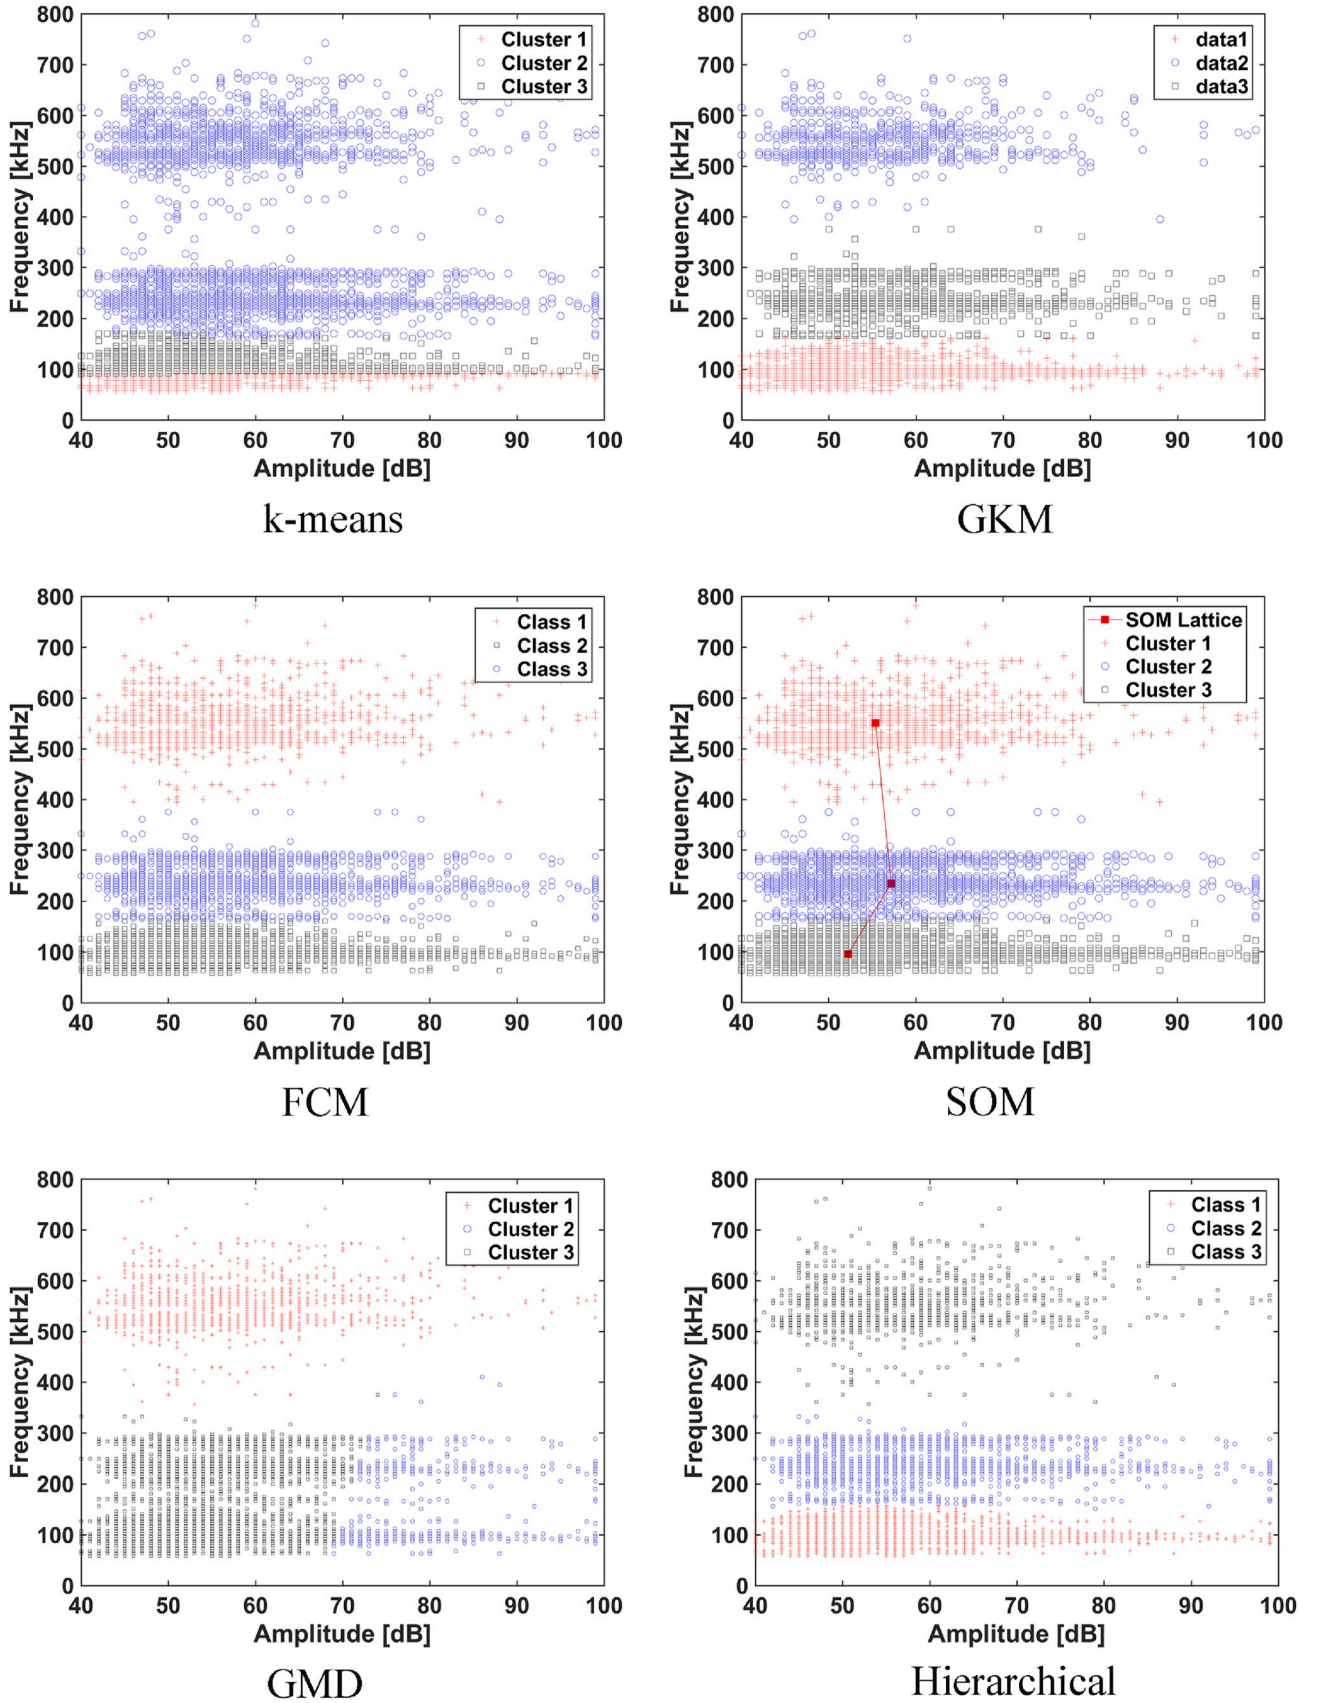 800
700
600
500
400
300
200
100
0
Frequency [kHz]
Cluster 1
Cluster 2
Cluster 3
40 50 60 70 80 90 100
Amplitude [dB]
k-means
800
700
600
500
400
300
200
100
0
Frequency [kHz]
data1
data2
data3
40 50 60 70 80 90 100
Amplitude [dB]
GKM
800
700
600
500
400
300
200
100
0
Frequency [kHz]
Class 1
Class 2
Class 3
40 50 60 70 80 90 100
Amplitude [dB]
FCM
800
700
600
500
400
300
200
100
0
Frequency [kHz]
SOM Lattice
Cluster 1
Cluster 2
Cluster 3
40 50 60 70 80 90 100
Amplitude [dB]
SOM
800
700
600
500
400
300
200
100
0
Frequency [kHz]
Cluster 1
Cluster 2
Cluster 3
40 50 60 70 80 90 100
Amplitude [dB]
GMD
800
700
600
500
400
300
200
100
0
Frequency [kHz]
Class 1
Class 2
Class 3
40 50 60 70 80 90 100
Amplitude [dB]
Hierarchical